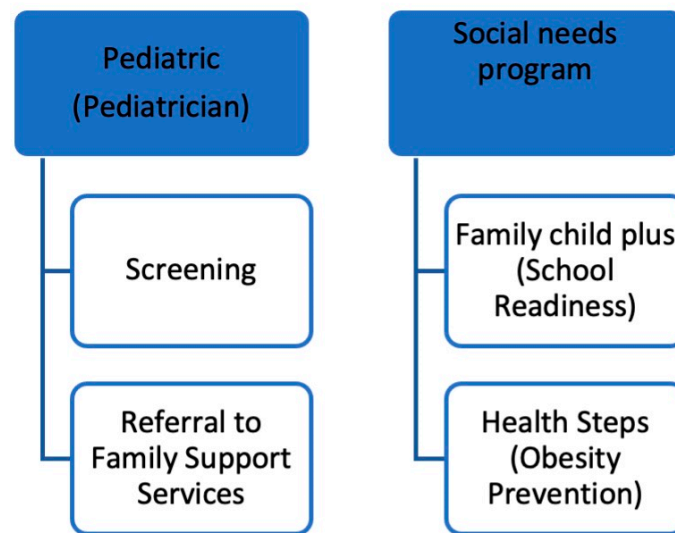 Pediatric
(Pediatrician)
Screening
Referral to
Family Support
Services
Social needs
program
Family child plus
(School
Readiness)
Health Steps
(Obesity
Prevention)